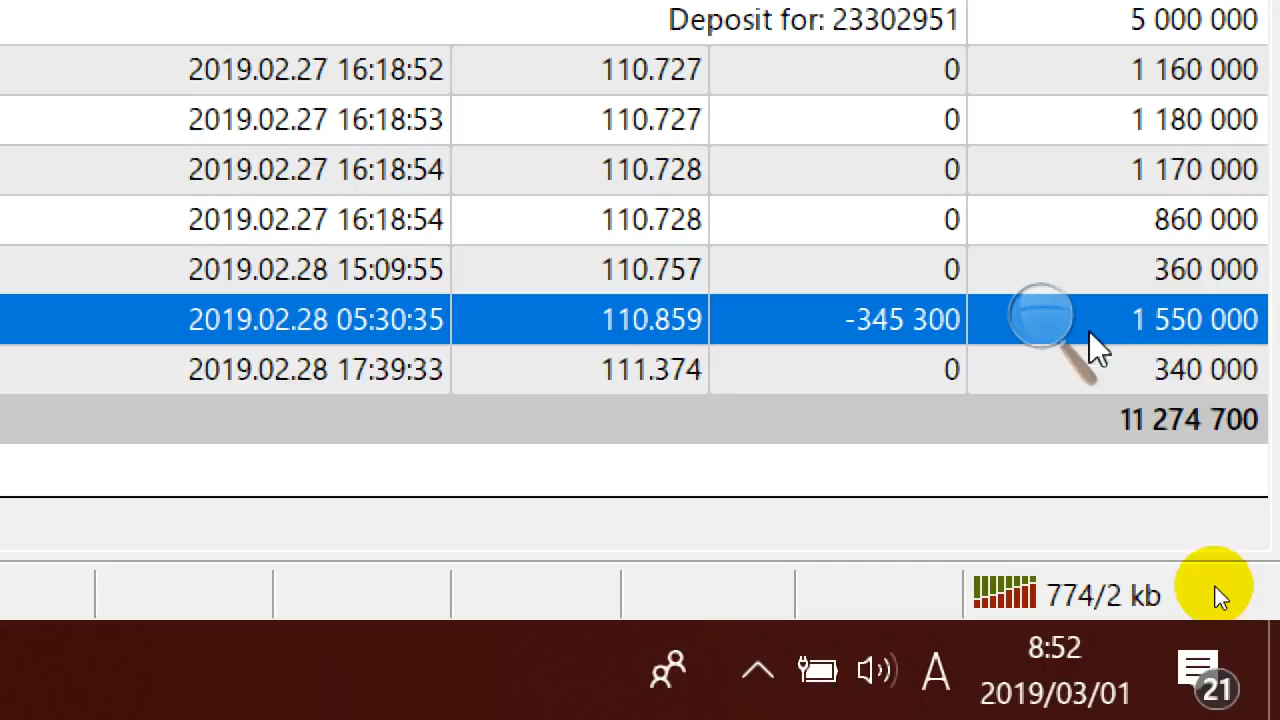 Deposit for: 23302951 5 000 000
2019.02.27 16:18:52 110.727 0 1 160 000
2019.02.27 16:18:53 110.727 0 1 180 000
2019.02.27 16:18:54 110.728 0 1 170 000
2019.02.27 16:18:54 110.728 0 860 000
2019.02.28 15:09:55 110.757 0 360 000
2019.02.28 05:30:35 110.859 -345 300 1 550 000
2019.02.28 17:39:33 111.374 0 340 000
11 274 700
774/2 kb
A
8:52
2019/03/01
21